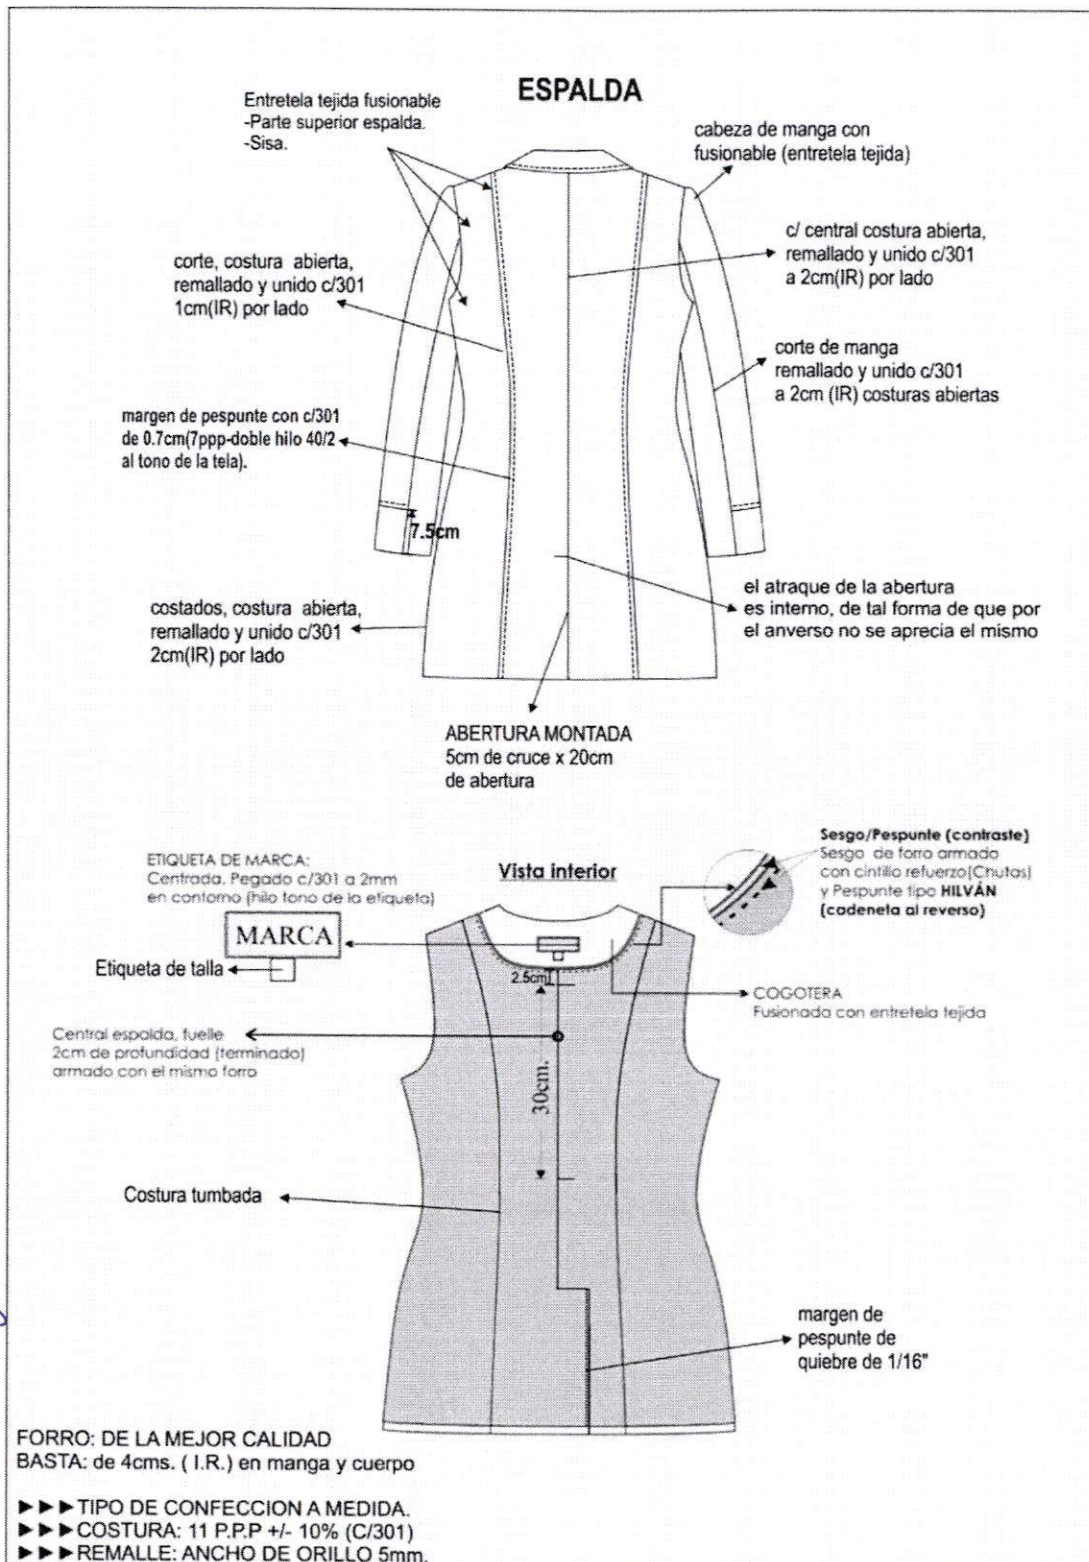 ESPALDA
Entretela tejida fusionable
-Parte superior espalda.
-Sisa.
cabeza de manga con
fusionable (entretela tejida)
c/ central costura abierta,
remallado y unido c/301
a 2cm(IR) por lado
corte, costura abierta,
remallado y unido c/301
1cm(IR) por lado
corte de manga
remallado y unido c/301
a 2cm (IR) costuras abiertas
margen de pespunte con c/301
de 0.7cm(7ppp-doble hilo 40/2
al tono de la tela).
7.5cm
el atraque de la abertura
es interno, de tal forma de que por
el anverso no se aprecia el mismo
costados, costura abierta,
remallado y unido c/301
2cm(IR) por lado
ABERTURA MONTADA
5cm de cruce x 20cm
de abertura
Sesgo/Pespunte (contraste)
Sesgo de forro armado
con cintillo refuerzo(Chutas)
y Pespunte tipo HILVÁN
(cadeneta al reverso)
ETIQUETA DE MARCA:
Centrada. Pegado c/301 a 2mm
en contorno (hilo tono de la etiqueta)
Vista interior
MARCA
Etiqueta de talla
2.5cm
COGOTERA
Fusionada con entretela tejida
Central espalda, fuelle
2cm de profundidad (terminado)
armado con el mismo forro
30cm.
Costura tumbada
margen de
pespunte de
quiebre de 1/16"
FORRO: DE LA MEJOR CALIDAD
BASTA: de 4cms. ( I.R.) en manga y cuerpo
►►►TIPO DE CONFECCION A MEDIDA.
►►►COSTURA: 11 P.P.P +/- 10% (C/301)
►►►REMALLE: ANCHO DE ORILLO 5mm.